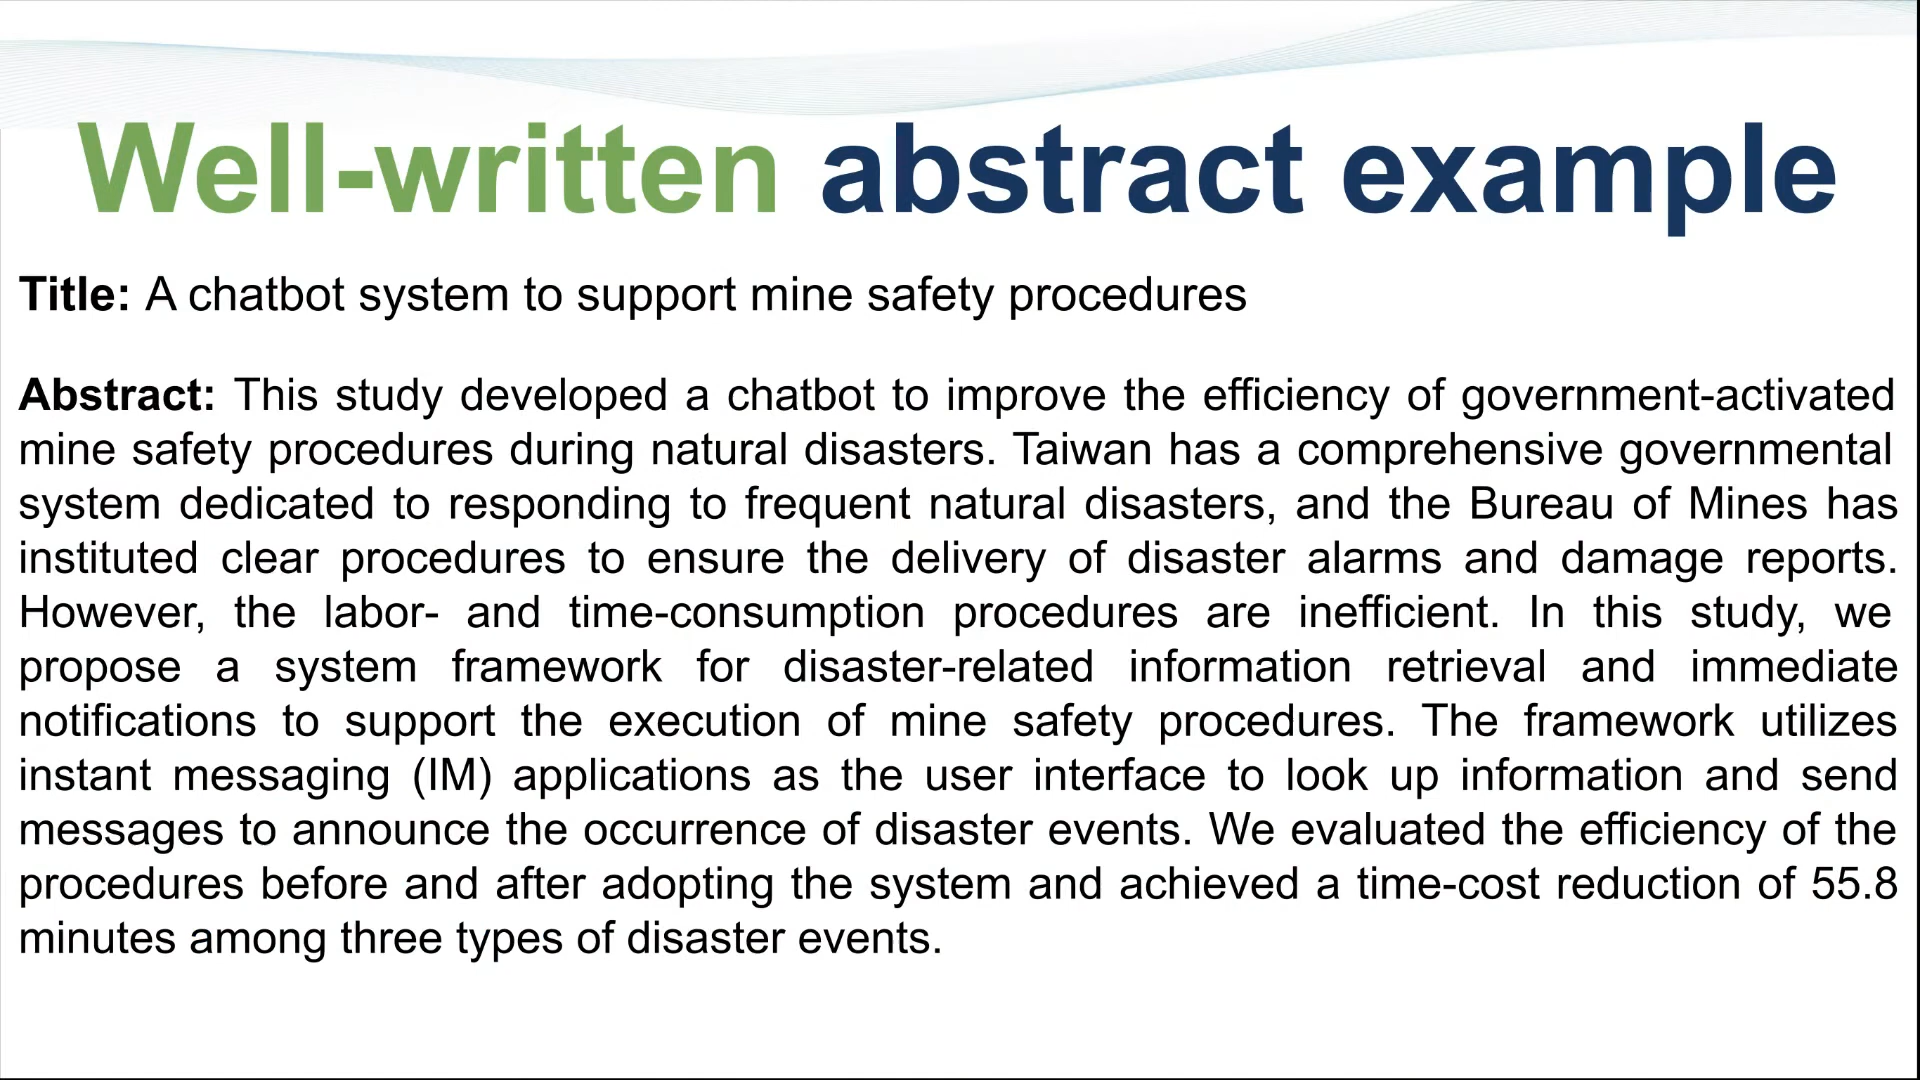 Well-written abstract example
Title: A chatbot system to support mine safety procedures
Abstract: This study developed a chatbot to improve the efficiency of government-activated
mine safety procedures during natural disasters. Taiwan has a comprehensive governmental
system dedicated to responding to frequent natural disasters, and the Bureau of Mines has
instituted clear procedures to ensure the delivery of disaster alarms and damage reports.
However, the labor- and time-consumption procedures are inefficient. In this study, we
propose a system framework for disaster-related information retrieval and immediate
notifications to support the execution of mine safety procedures. The framework utilizes
instant messaging (IM) applications as the user interface to look up information and send
messages to announce the occurrence of disaster events. We evaluated the efficiency of the
procedures before and after adopting the system and achieved a time-cost reduction of 55.8
minutes among three types of disaster events.